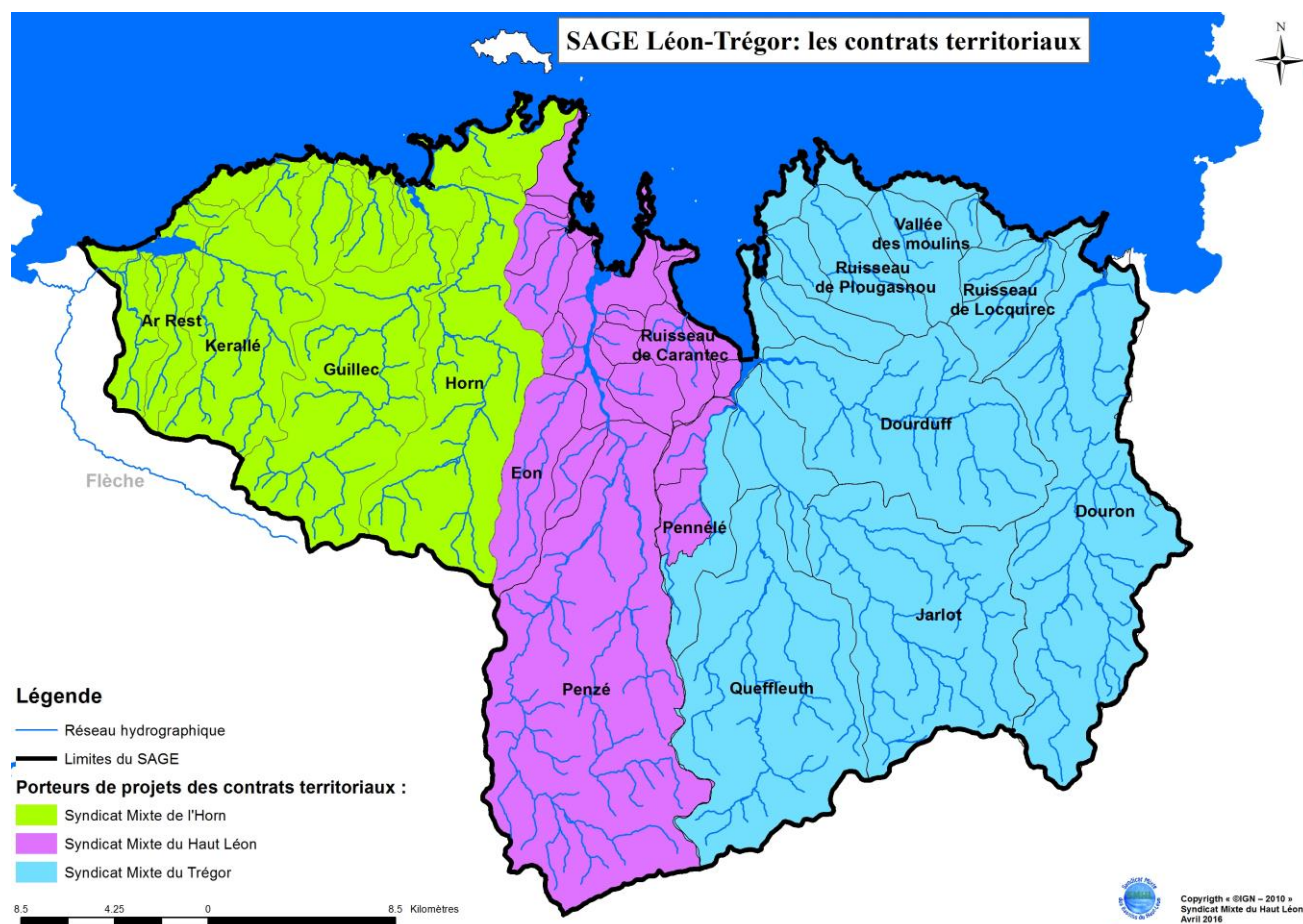 SAGE Léon-Trégor: les contrats territoriaux
N
Vallée
des moulins
Ruisseau
de Plougasnou
Ruisseau
de Locquirec
Ar Rest
Kerallé
Guillec
Horn
Ruisseau
de Carantec
Dourduff
Flèche
Eon
Pennélé
Douron
Jarlot
Penzé
Queffleuth
Légende
Réseau hydrographique
Limites du SAGE
Porteurs de projets des contrats territoriaux :
Syndicat Mixte de l'Horn
Syndicat Mixte du Haut Léon
Syndicat Mixte du Trégor
8.5 4.25 0 8.5 Kilomètres
Copyrigth « ©IGN – 2010 »
Syndicat Mixte du Haut Léon
Avril 2016